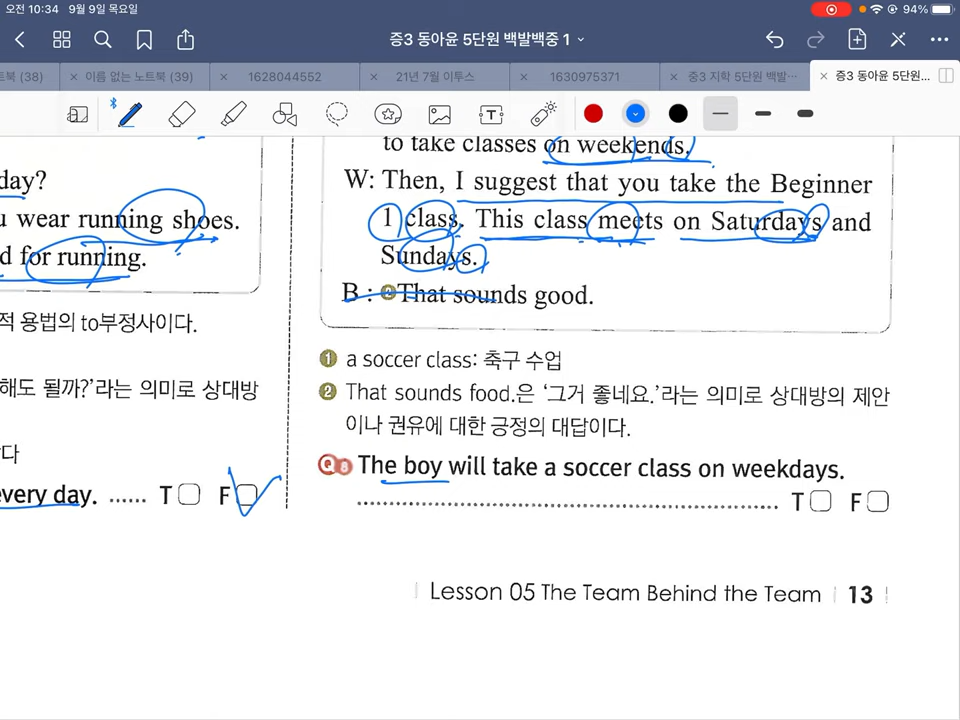 오전 10:34 9월 9일 목요일
94%
중3 동아윤 5단원 백발백중 1
트북 (38)
이름 없는 노트북 (39)
1628044552
21년 7월 이투스
1630975371
중3 지학 5단원 백발…
중3 동아윤 5단원…
day?
u wear running shoes.
d for running.
적 용법의 to부정사이다.
해도 될까?’라는 의미로 상대방
다
every day. ...... T F
to take classes on weekends.
W: Then, I suggest that you take the Beginner
1 class. This class meets on Saturdays and
Sundays.
B : 2 That sounds good.
1 a soccer class: 축구 수업
2 That sounds food.은 ‘그거 좋네요.’라는 의미로 상대방의 제안
이나 권유에 대한 긍정의 대답이다.
Q8 The boy will take a soccer class on weekdays.
T F
Lesson 05 The Team Behind the Team 13